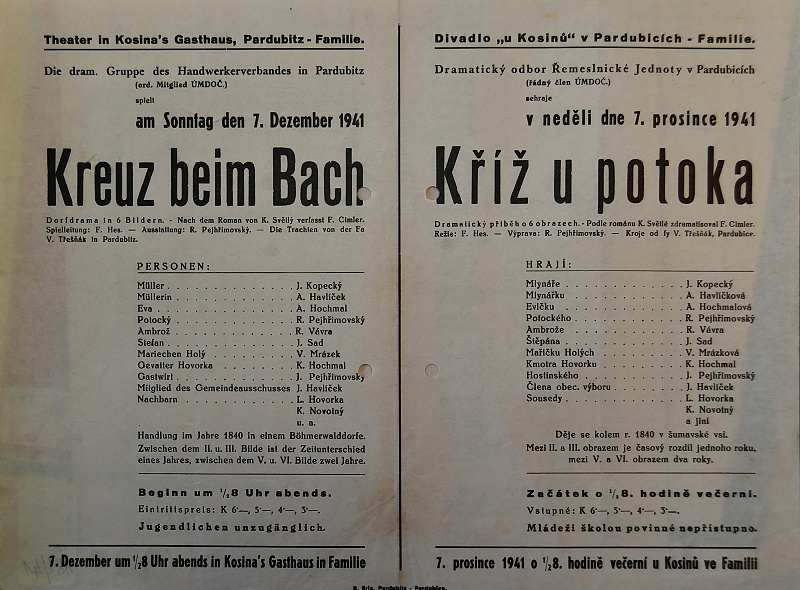 Theater in Kosina's Gasthaus, Pardubitz - Familie.
Die dram. Gruppe des Handwerkerverbandes in Pardubitz
(ord. Mitglied ÚMDOČ.)
spielt
am Sonntag den 7. Dezember 1941
Kreuz beim Bach
Dorfdrama in 6 Bildern. - Nach dem Roman von K. Světlý verfasst F. Cimler.
Spielleitung: F. Hes. — Ausstaltung: R. Pejhřimovský. — Die Trachten von der Fa
V. Třešňák in Pardubitz.
PERSONEN:
Müller . . . . . . . . . . . . . J. Kopecký
Müllerin . . . . . . . . . . . . A. Havlíček
Eva . . . . . . . . . . . . . . A. Hochmal
Potocký . . . . . . . . . . . . R. Pejhřimovský
Ambrož . . . . . . . . . . . . R. Vávra
Stefan . . . . . . . . . . . . . J. Sad
Mariechen Holý . . . . . . . . . V. Mrázek
Gevatter Hovorka . . . . . . . . K. Hochmal
Gastwirt . . . . . . . . . . . . J. Pejhřimovský
Mitglied des Gemeindeausschusses J. Havlíček
Nachbarn . . . . . . . . . . . . L. Hovorka
K. Novotný
u. a.
Handlung im Jahre 1840 in einem Böhmerwalddorfe.
Zwischen dem II. u. III. Bilde ist der Zeitunterschied
eines Jahres, zwischen dem V. u. VI. Bilde zwei Jahre.
Beginn um 1/2 8 Uhr abends.
Eintrittspreis: K 6·—, 5·—, 4·—, 3·—.
Jugendlichen unzugänglich.
7. Dezember um 1/2 8 Uhr abends in Kosina's Gasthaus in Familie
Divadlo „u Kosinů“ v Pardubicích - Familie.
Dramatický odbor Řemeslnické Jednoty v Pardubicích
(řádný člen ÚMDOČ.)
sehraje
v neděli dne 7. prosince 1941
Kříž u potoka
Dramatický příběh o 6 obrazech. - Podle románu K. Světlé zdramatisoval F. Cimler.
Režie: F. Hes. — Výprava: R. Pejhřimovský. — Kroje od fy V. Třešňák, Pardubice.
HRAJÍ:
Mlynáře . . . . . . . . . . . . J. Kopecký
Mlynářku . . . . . . . . . . . A. Havlíčková
Evičku . . . . . . . . . . . . A. Hochmalová
Potockého . . . . . . . . . . . R. Pejhřimovský
Ambrože . . . . . . . . . . . R. Vávra
Štěpána . . . . . . . . . . . . J. Sad
Mařičku Holých . . . . . . . . V. Mrázková
Kmotra Hovorku . . . . . . . . K. Hochmal
Hostinského . . . . . . . . . . J. Pejhřimovský
Člena obec. výboru . . . . . . . J. Havlíček
Sousedy . . . . . . . . . . . . L. Hovorka
K. Novotný
a jiní
Děje se kolem r. 1840 v šumavské vsi.
Mezi II. a III. obrazem je časový rozdíl jednoho roku,
mezi V. a VI. obrazem dva roky.
Začátek o 1/2 8. hodině večerní.
Vstupné: K 6·—, 5·—, 4·—, 3·—.
Mládeži školou povinné nepřístupno.
7. prosince 1941 o 1/2 8. hodině večerní u Kosinů ve Familii